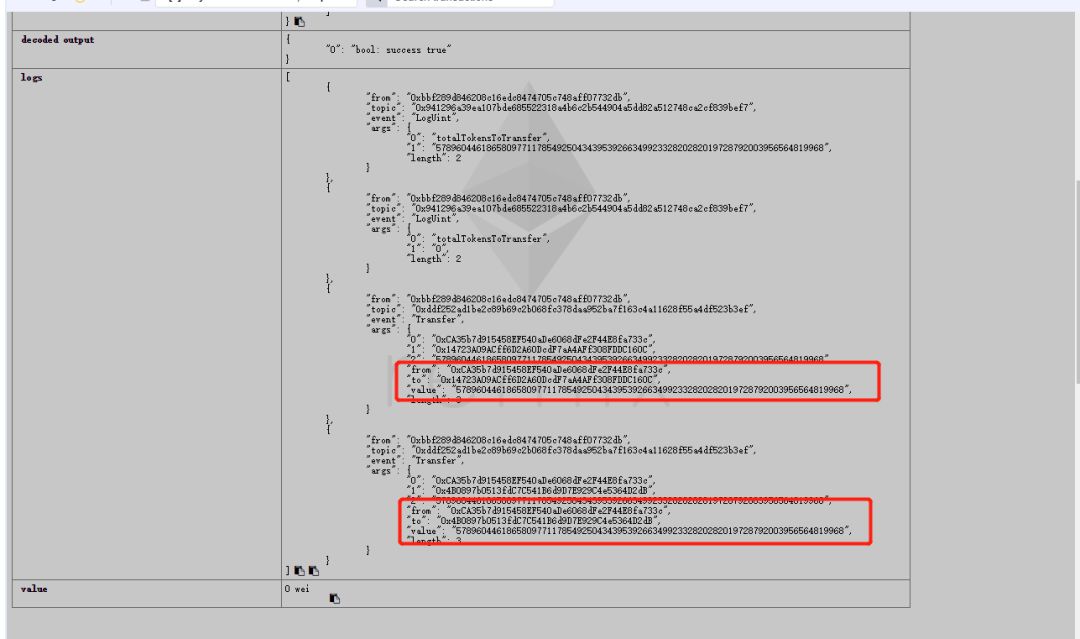 } 
decoded output
{
"0": "bool: success true"
}
logs
[
{
"from": "0xbbf289d846208c16edc8474705c748aff07732db",
"topic": "0x941296a39ea107bde685522318a4b6c2b544904a5dd82a512748ca2cf839bef7",
"event": "LogUint",
"args": {
"0": "totalTokensToTransfer",
"1": "57896044618658097711785492504343953926634992332820282019728792003956564819968",
"length": 2
}
},
{
"from": "0xbbf289d846208c16edc8474705c748aff07732db",
"topic": "0x941296a39ea107bde685522318a4b6c2b544904a5dd82a512748ca2cf839bef7",
"event": "LogUint",
"args": {
"0": "totalTokensToTransfer",
"1": "0",
"length": 2
}
},
{
"from": "0xbbf289d846208c16edc8474705c748aff07732db",
"topic": "0xddf252ad1be2c89b69c2b068fc378daa952ba7f163c4a11628f55a4df523b3ef",
"event": "Transfer",
"args": {
"0": "0xCA35b7d915458EF540aDe6068dFe2F44E8fa733c",
"1": "0x14723A09ACff6D2A60DcdF7aA4AFf308FDDC160C",
"2": "57896044618658097711785492504343953926634992332820282019728792003956564819968",
"from": "0xCA35b7d915458EF540aDe6068dFe2F44E8fa733c",
"to": "0x14723A09ACff6D2A60DcdF7aA4AFf308FDDC160C",
"value": "57896044618658097711785492504343953926634992332820282019728792003956564819968",
"length": 3
}
},
{
"from": "0xbbf289d846208c16edc8474705c748aff07732db",
"topic": "0xddf252ad1be2c89b69c2b068fc378daa952ba7f163c4a11628f55a4df523b3ef",
"event": "Transfer",
"args": {
"0": "0xCA35b7d915458EF540aDe6068dFe2F44E8fa733c",
"1": "0x4B0897b0513fdC7C541B6d9D7E929C4e5364D2dB",
"2": "57896044618658097711785492504343953926634992332820282019728792003956564819968",
"from": "0xCA35b7d915458EF540aDe6068dFe2F44E8fa733c",
"to": "0x4B0897b0513fdC7C541B6d9D7E929C4e5364D2dB",
"value": "57896044618658097711785492504343953926634992332820282019728792003956564819968",
"length": 3
}
}
]
value
0 wei